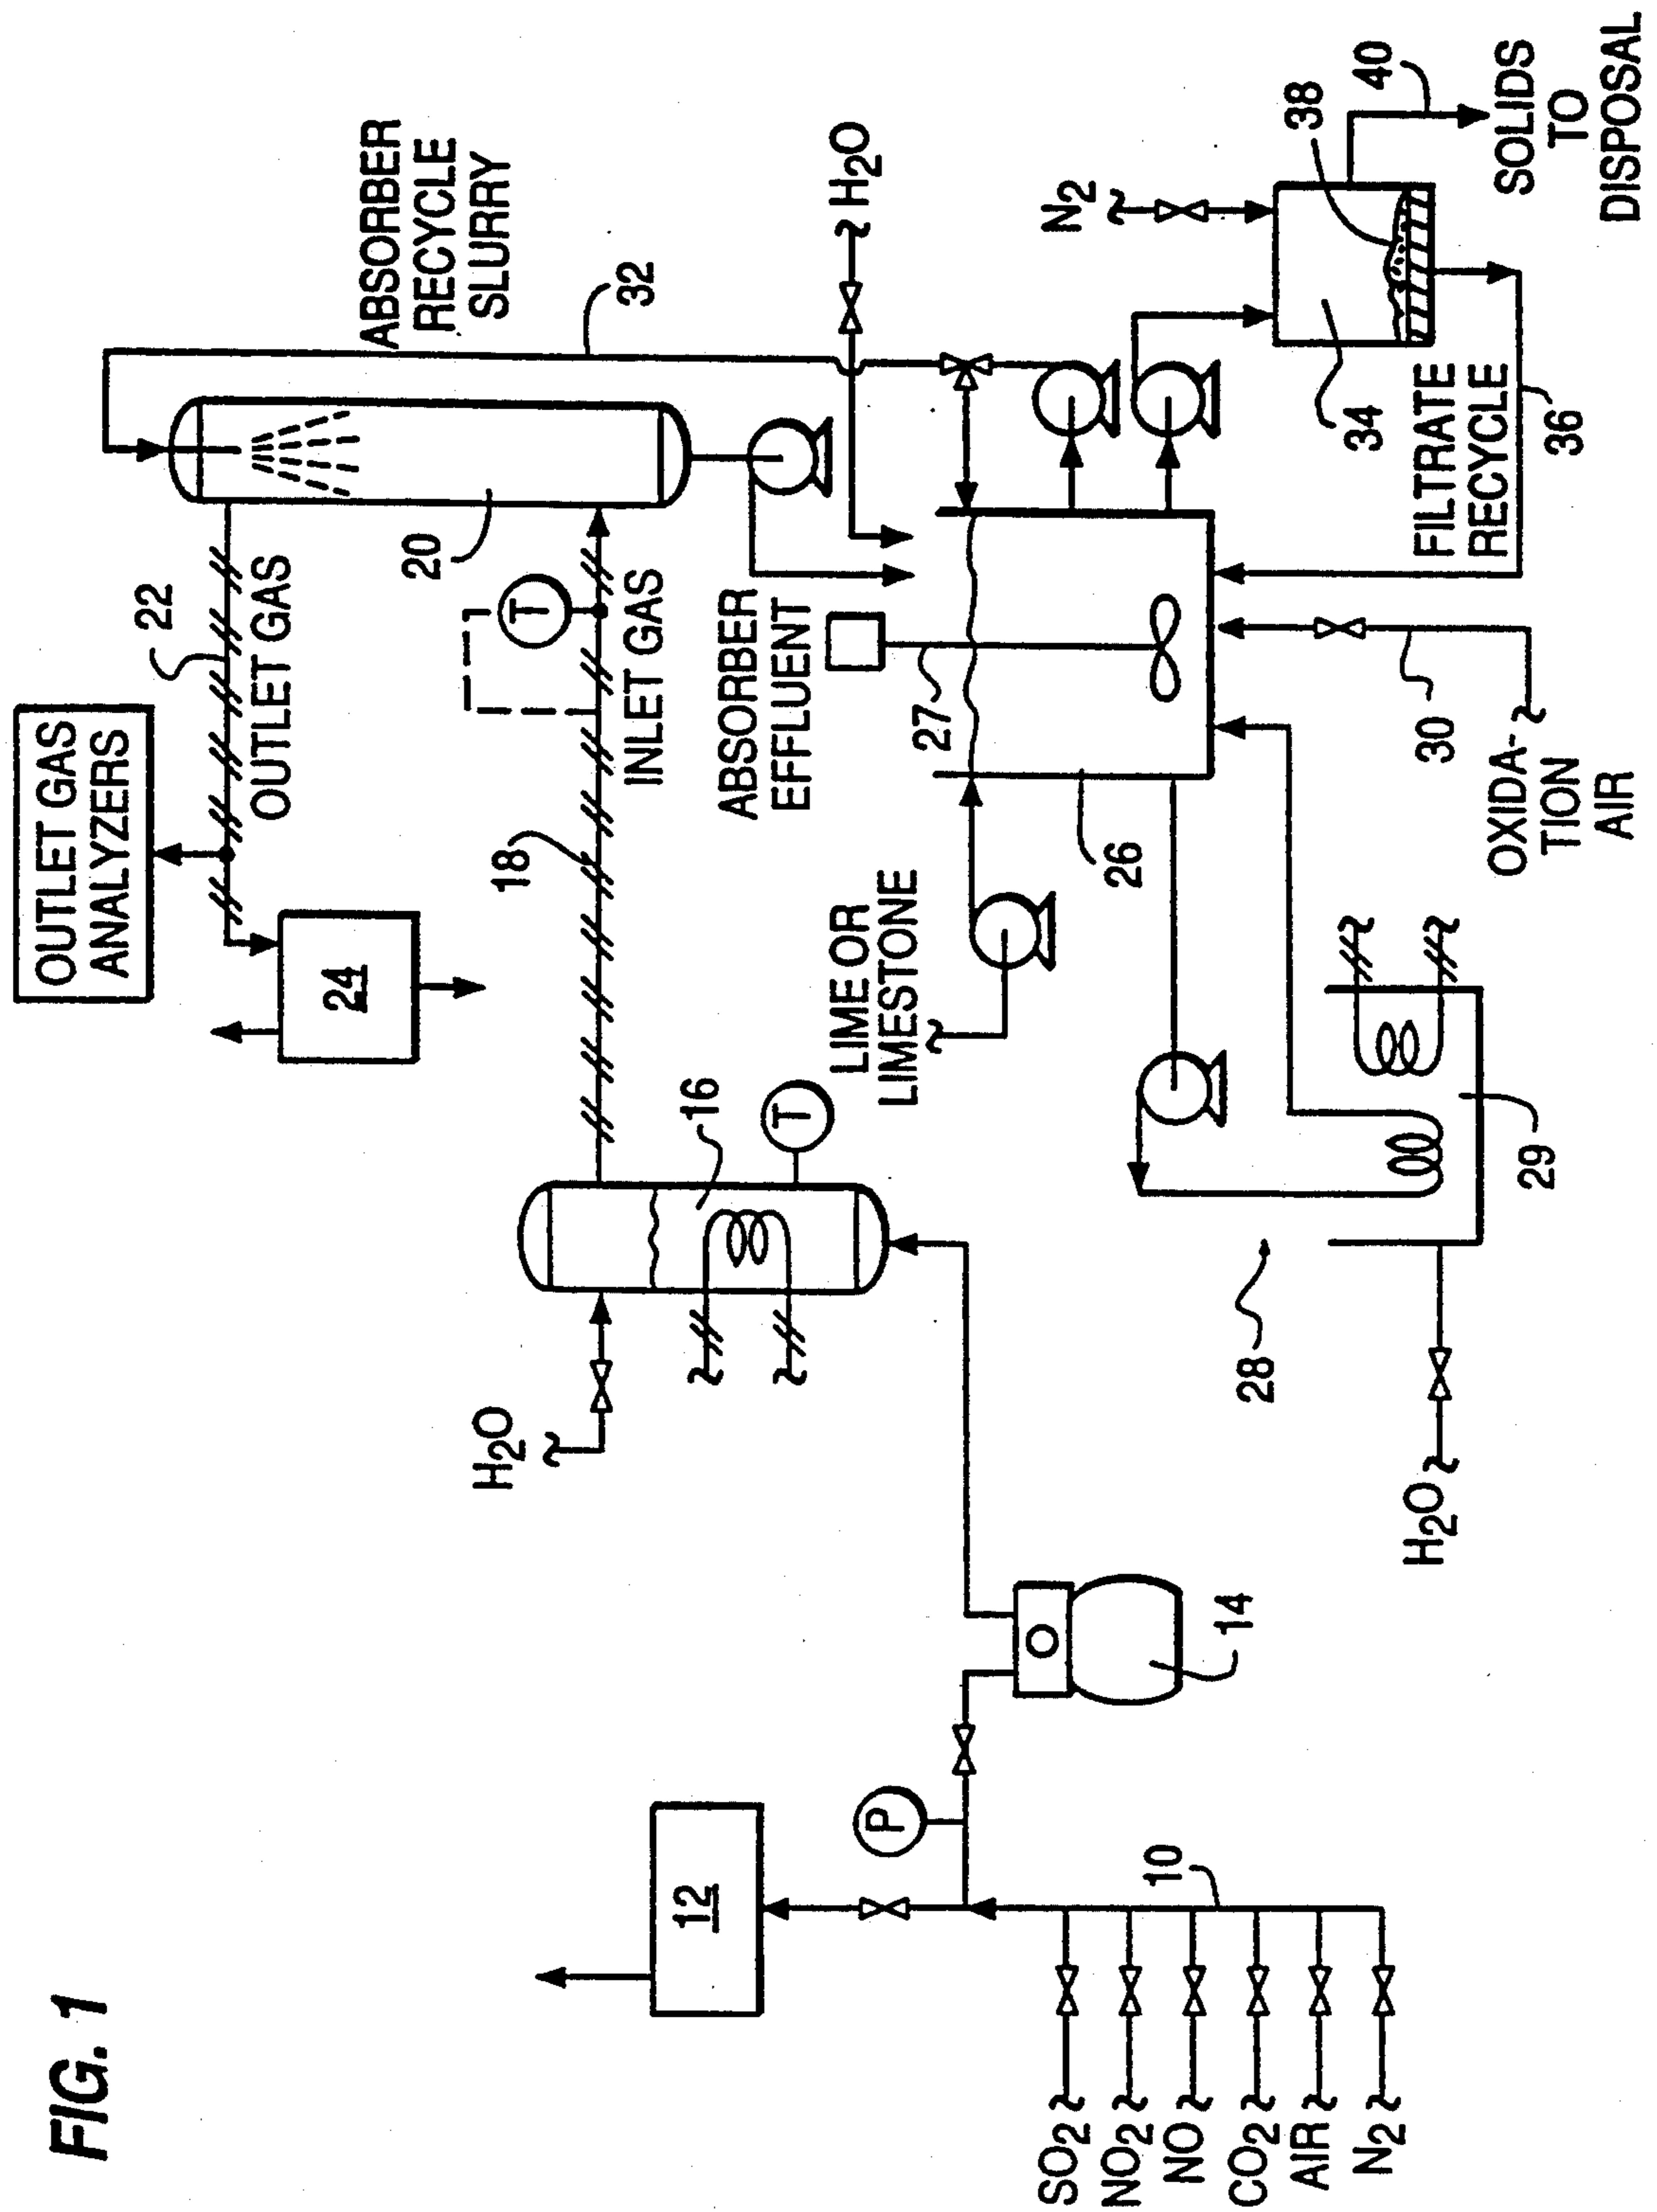 FIG. 1
OUTLET GAS
ANALYZERS
24
22
OUTLET GAS
20
ABSORBER
RECYCLE
SLURRY
32
H2O
16
T
18
T
INLET GAS
ABSORBER
EFFLUENT
H2O
12
P
LIME OR
LIMESTONE
27
26
N2
38
40
SOLIDS
TO
DISPOSAL
34
FILTRATE
RECYCLE
36
10
SO2
NO2
NO
CO2
AIR
N2
14
28
H2O
29
30
OXIDA-
TION
AIR